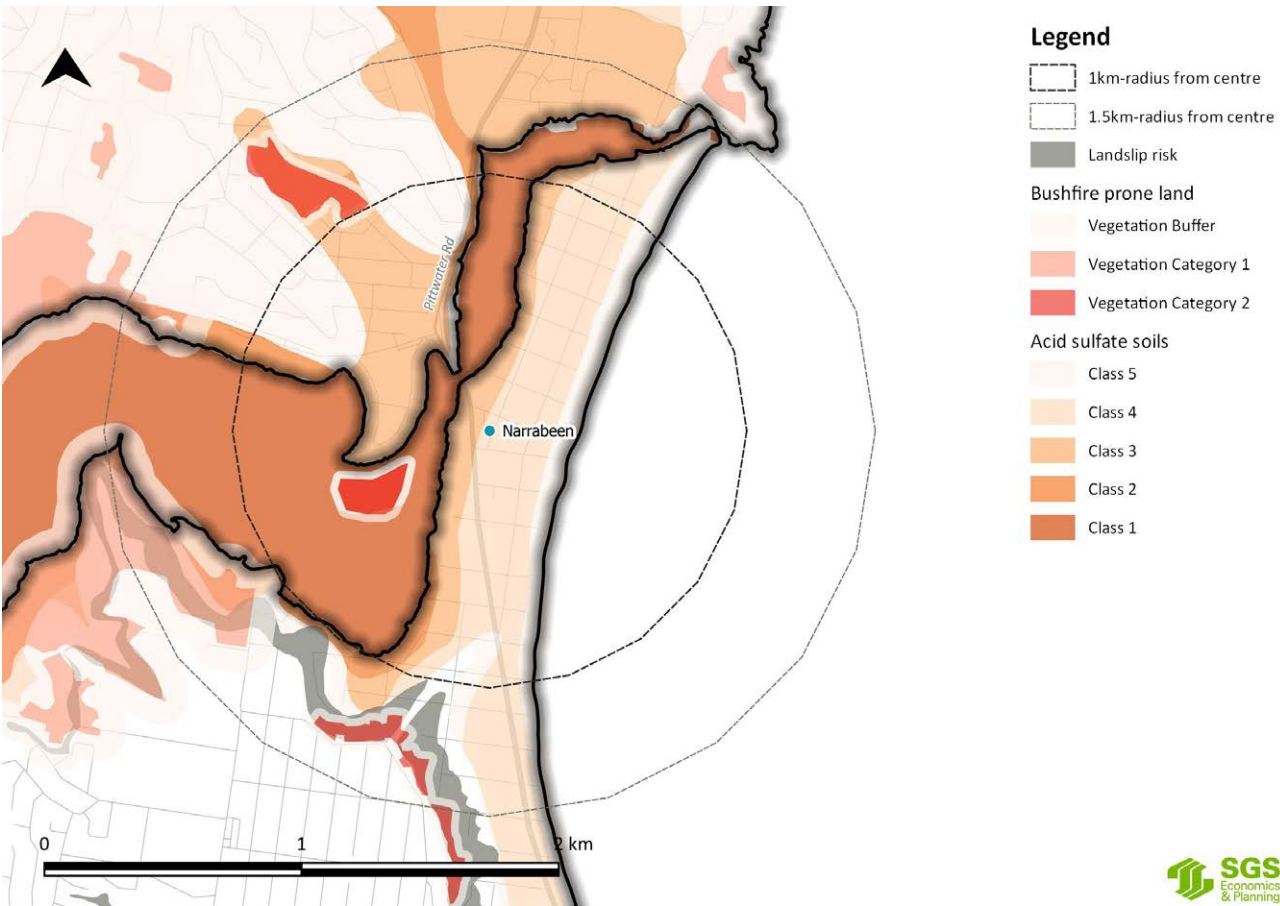 Pittwater Rd
Narrabeen
0 1 2 km
Legend
1km-radius from centre
1.5km-radius from centre
Landslip risk
Bushfire prone land
Vegetation Buffer
Vegetation Category 1
Vegetation Category 2
Acid sulfate soils
Class 5
Class 4
Class 3
Class 2
Class 1
SGS
Economics
& Planning